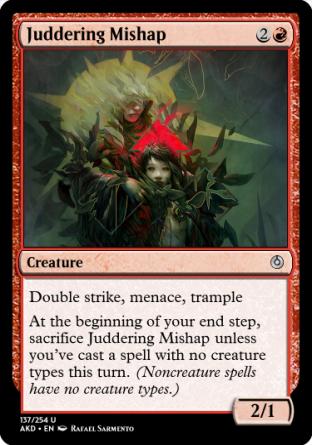 Juddering Mishap 2
Creature
Double strike, menace, trample
At the beginning of your end step,
sacrifice Juddering Mishap unless
you've cast a spell with no creature
types this turn. (Noncreature spells
have no creature types.)
2/1
137/254 U
AKD • EN Rafael Sarmento